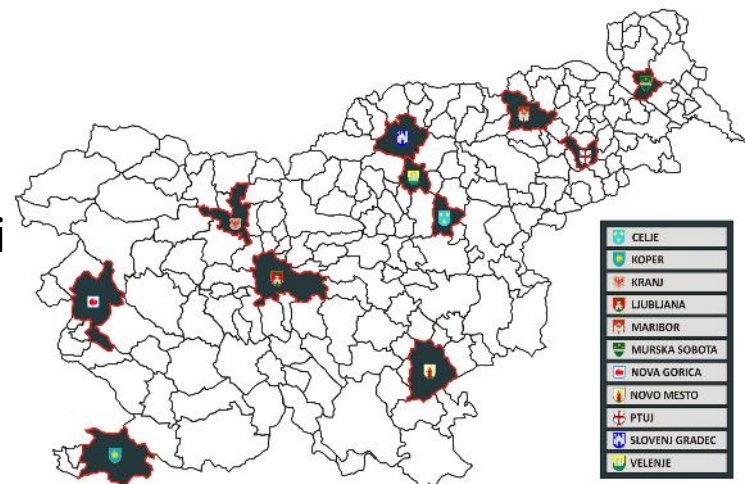 i
CELJE
KOPER
KRANJ
LJUBLJANA
MARIBOR
MURSKA SOBOTA
NOVA GORICA
NOVO MESTO
PTUJ
SLOVENJ GRADEC
VELENJE